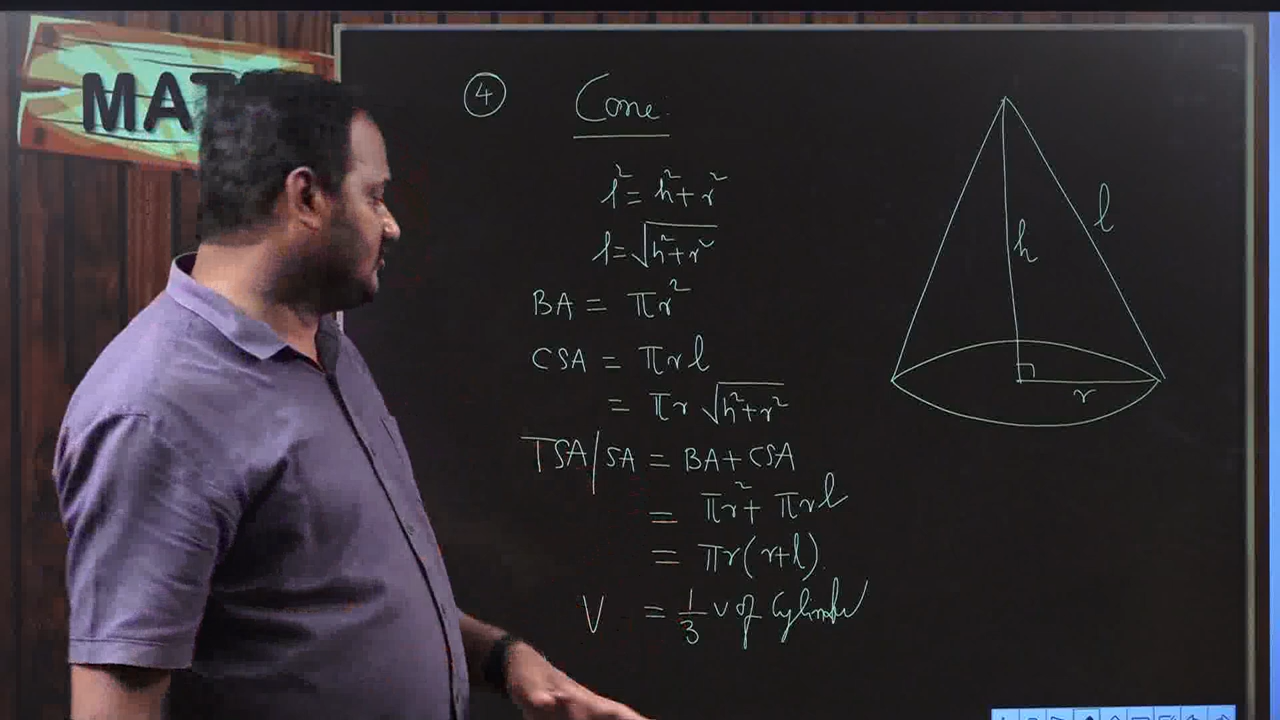 MAT
④ Cone
l² = h² + r²
l = √(h² + r²)
BA = πr²
CSA = πrl
= πr √(h² + r²)
TSA/SA = BA + CSA
= πr² + πrl
= πr(r+l)
V = 1/3 V of Cylinder
h
l
r